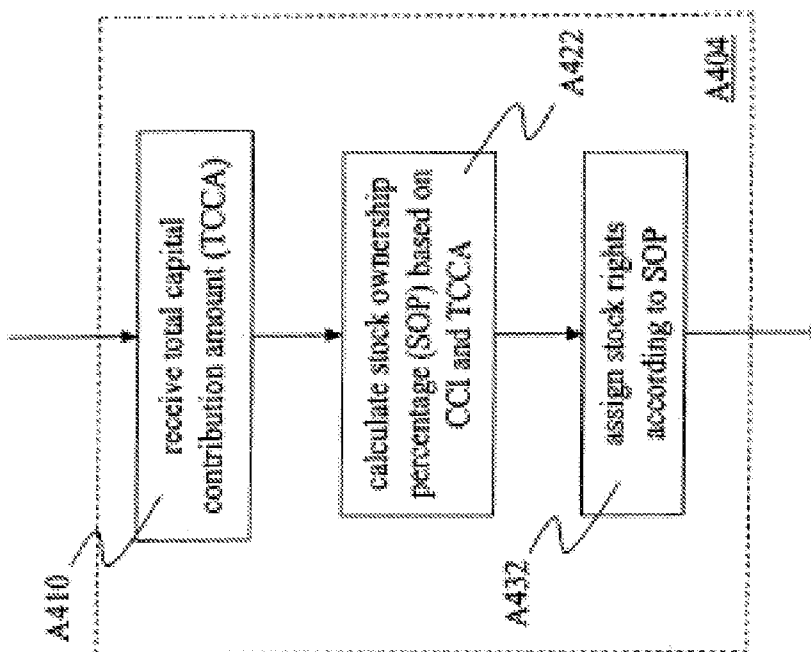 A410
receive total capital
contribution amount (TCCA)
calculate stock ownership
percentage (SOP) based on
CCI and TCCA
A422
A432
assign stock rights
according to SOP
A404